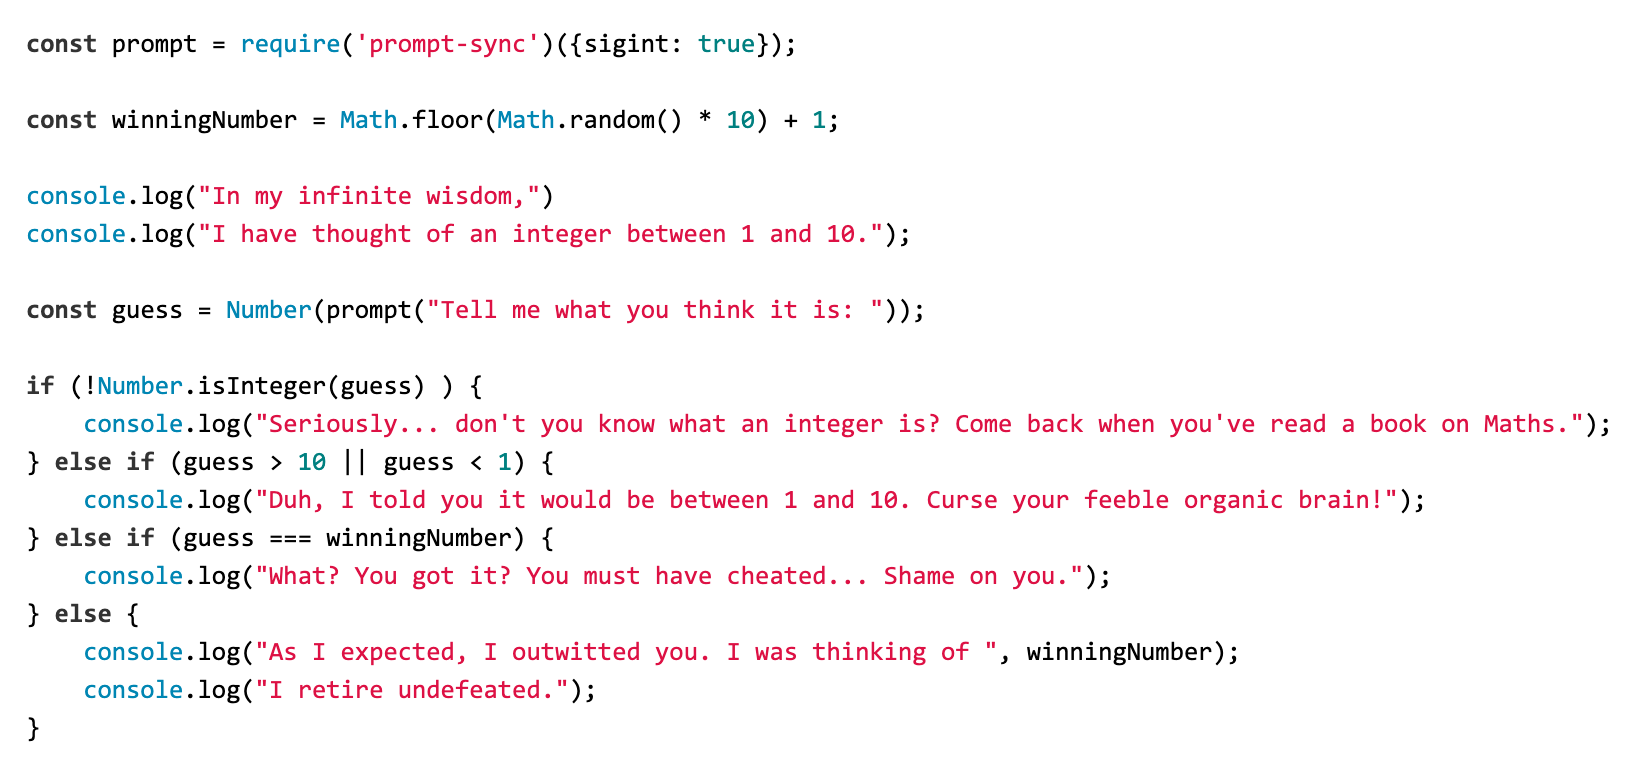 const prompt = require('prompt-sync')({sigint: true});
const winningNumber = Math.floor(Math.random() * 10) + 1;
console.log("In my infinite wisdom,")
console.log("I have thought of an integer between 1 and 10.");
const guess = Number(prompt("Tell me what you think it is: "));
if (!Number.isInteger(guess) ) {
    console.log("Seriously... don't you know what an integer is? Come back when you've read a book on Maths.");
} else if (guess > 10 || guess < 1) {
    console.log("Duh, I told you it would be between 1 and 10. Curse your feeble organic brain!");
} else if (guess === winningNumber) {
    console.log("What? You got it? You must have cheated... Shame on you.");
} else {
    console.log("As I expected, I outwitted you. I was thinking of ", winningNumber);
    console.log("I retire undefeated.");
}